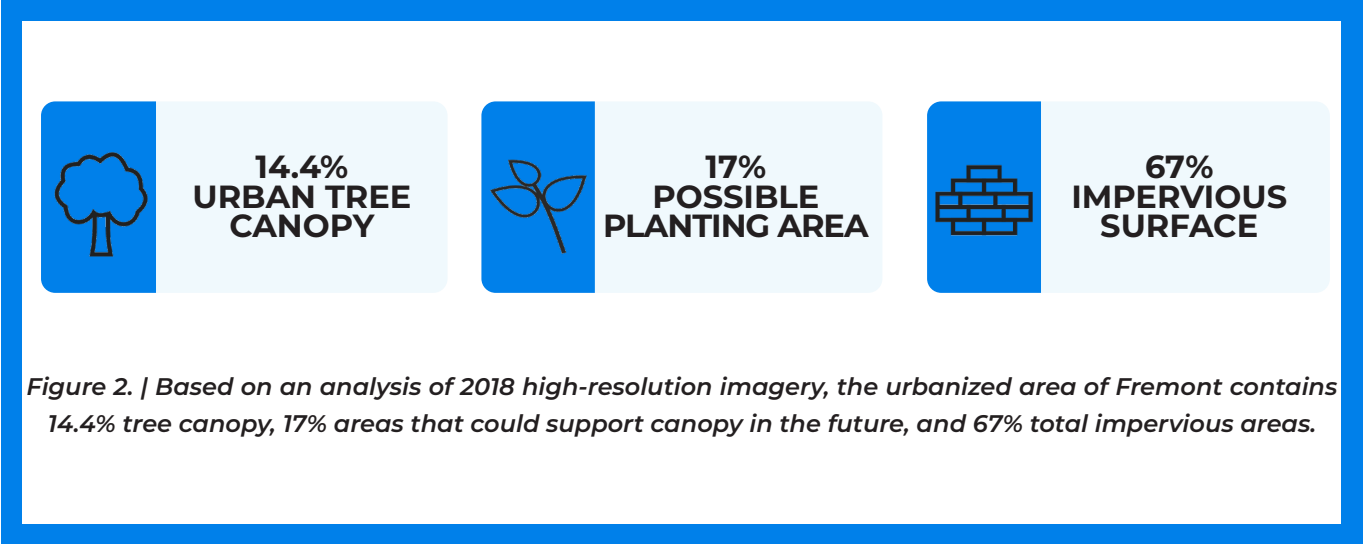 14.4%
URBAN TREE
CANOPY
17%
POSSIBLE
PLANTING AREA
67%
IMPERVIOUS
SURFACE
Figure 2. | Based on an analysis of 2018 high-resolution imagery, the urbanized area of Fremont contains
14.4% tree canopy, 17% areas that could support canopy in the future, and 67% total impervious areas.